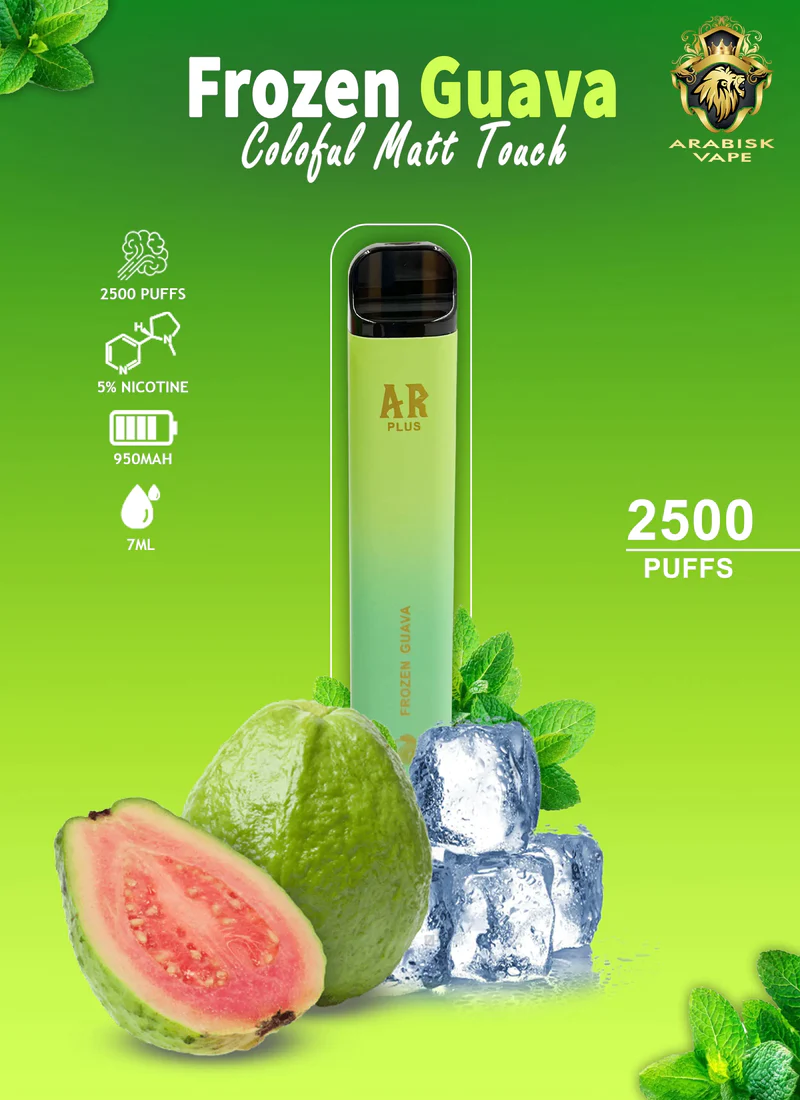 Frozen Guava
Coloful Matt Touch
ARABISK
VAPE
2500 PUFFS
H
N
N
5% NICOTINE
950MAH
7ML
AR
PLUS
FROZEN GUAVA
2500
PUFFS